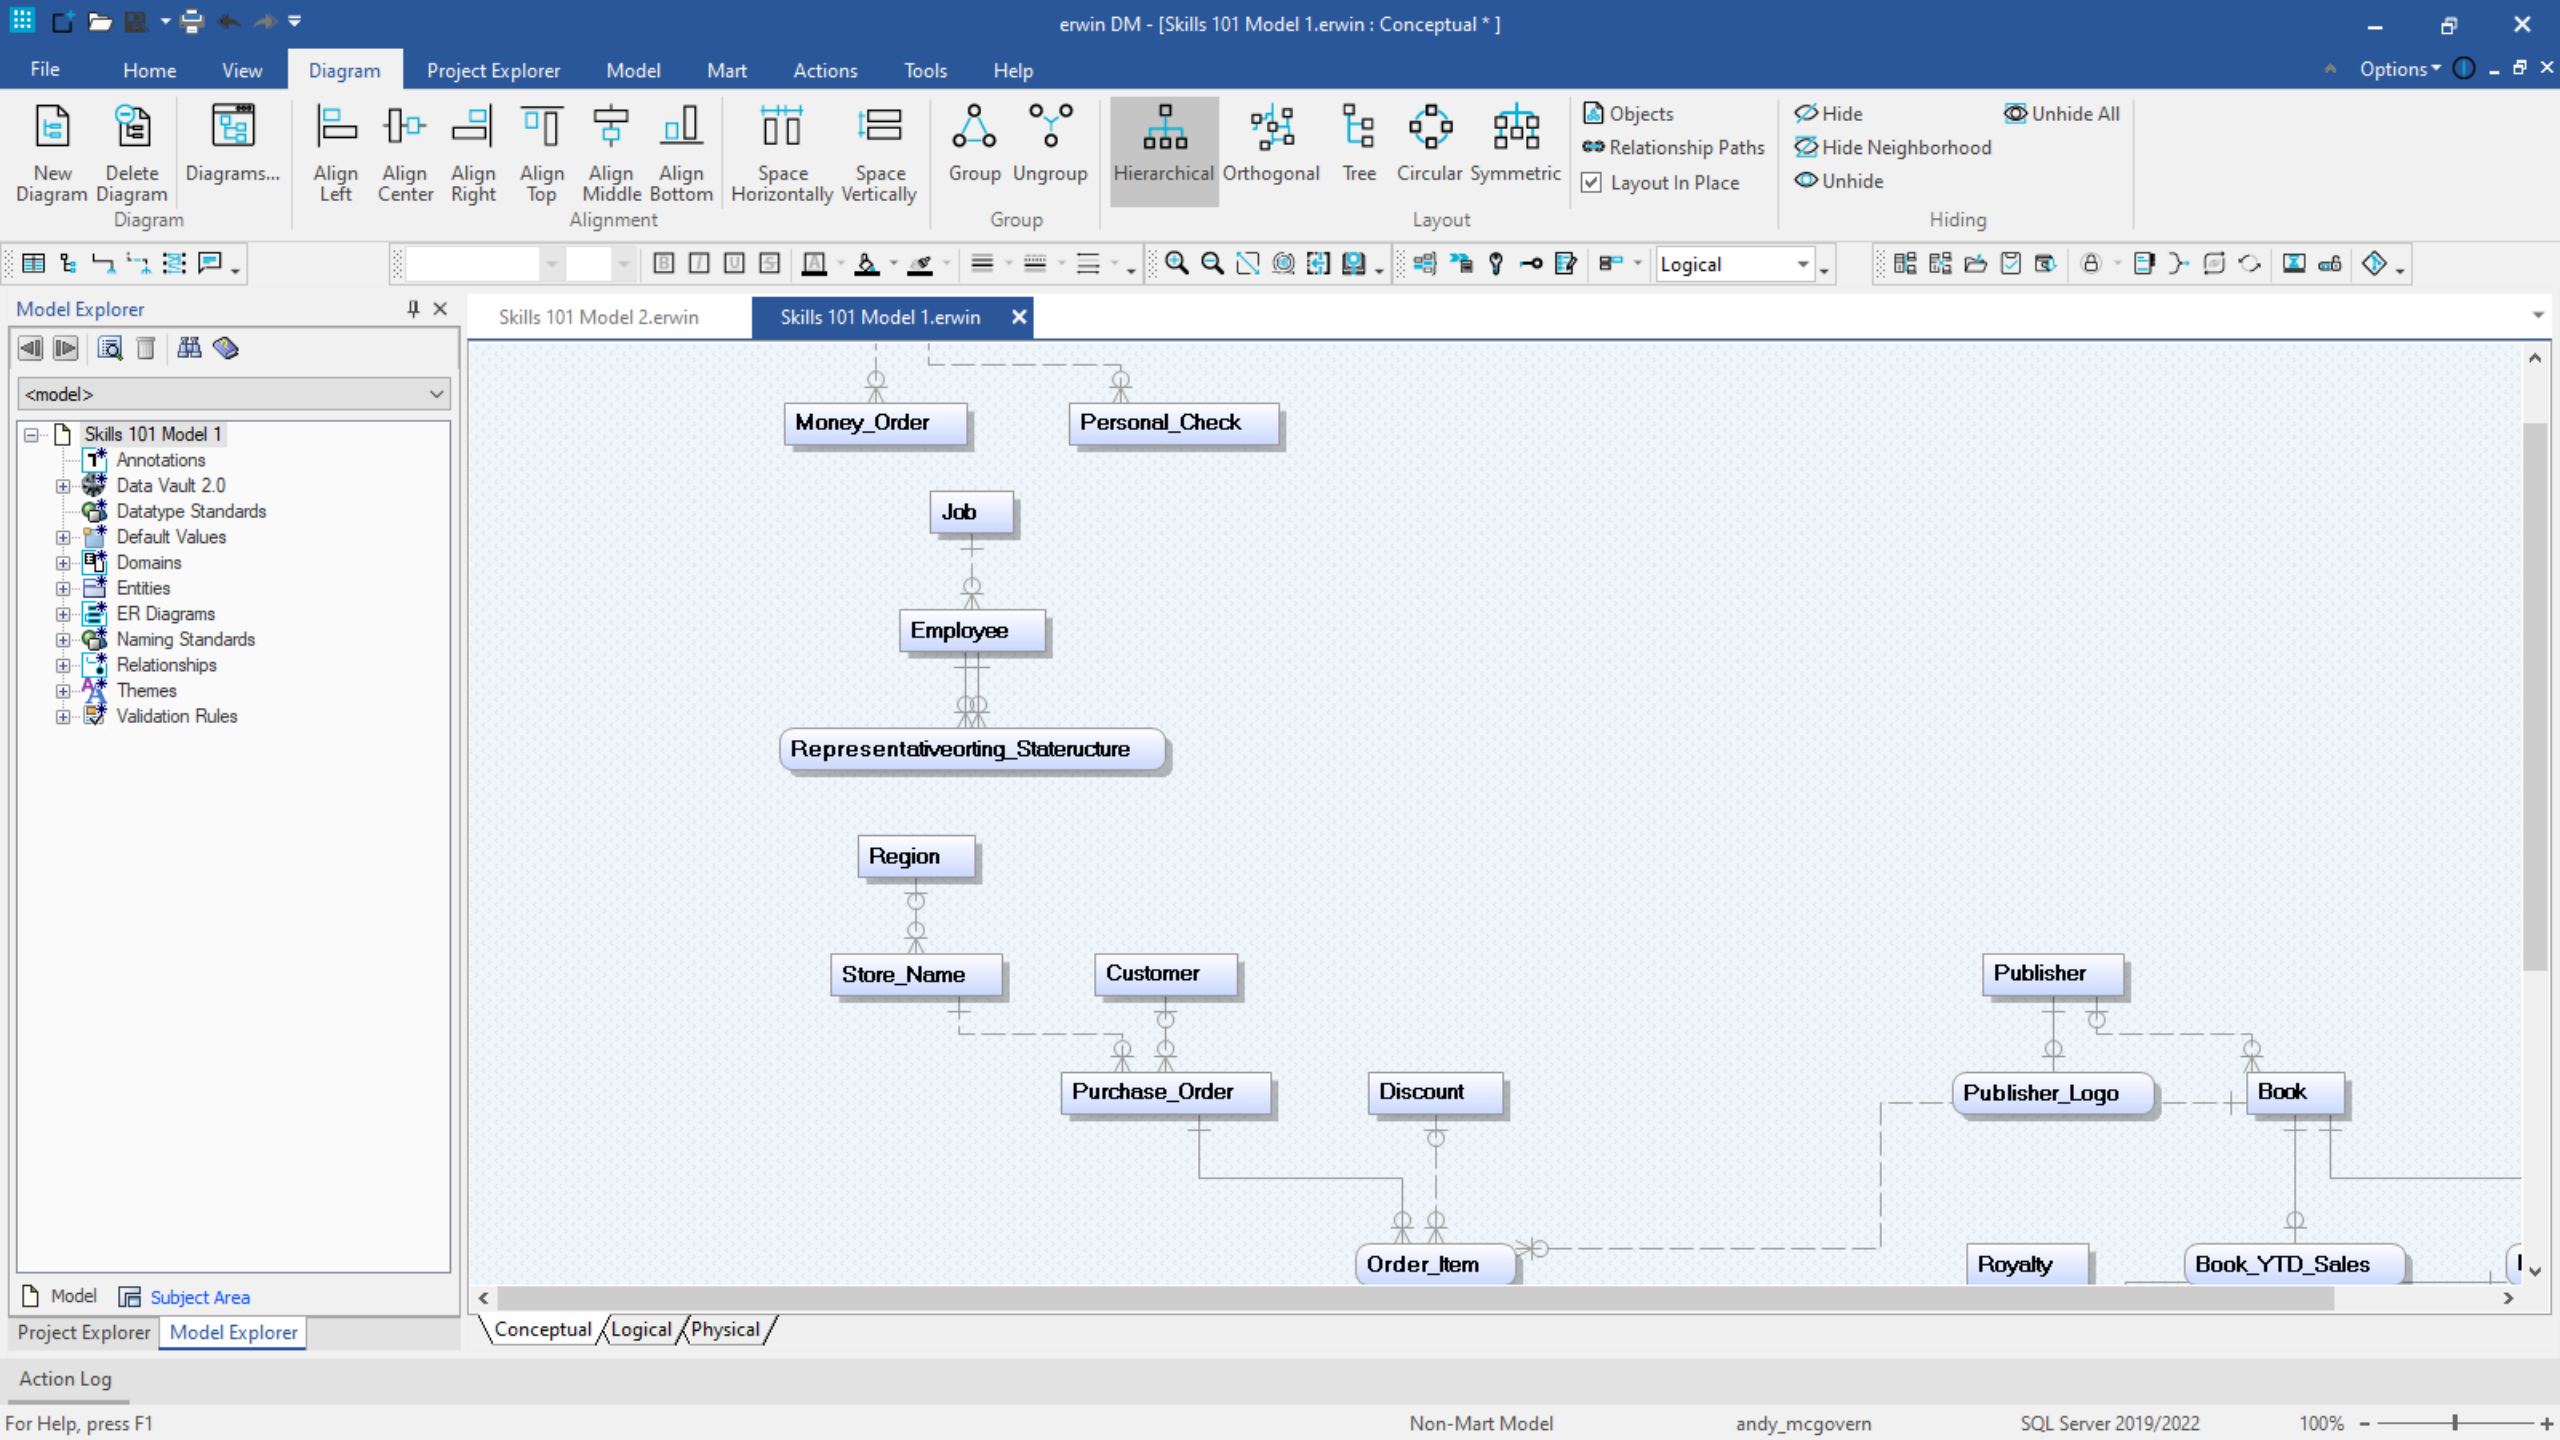 erwin DM - [Skills 101 Model 1.erwin : Conceptual * ]
File Home View Diagram Project Explorer Model Mart Actions Tools Help Options
New Diagram
Delete Diagram
Diagrams...
Align Left
Align Center
Align Right
Align Top
Align Middle
Align Bottom
Space Horizontally
Space Vertically
Group
Ungroup
Hierarchical
Orthogonal
Tree
Circular
Symmetric
Objects
Relationship Paths
Layout In Place
Hide
Hide Neighborhood
Unhide
Unhide All
Diagram Alignment Group Layout Hiding
Logical
Model Explorer
<model>
Skills 101 Model 1
Annotations
Data Vault 2.0
Datatype Standards
Default Values
Domains
Entities
ER Diagrams
Naming Standards
Relationships
Themes
Validation Rules
Model Subject Area
Project Explorer Model Explorer
Skills 101 Model 2.erwin Skills 101 Model 1.erwin
Money_Order Personal_Check
Job
Employee
Representativeorting_Stateructure
Region
Store_Name Customer Publisher
Purchase_Order Discount Publisher_Logo Book
Order_Item Royalty Book_YTD_Sales
Conceptual Logical Physical
Action Log
For Help, press F1 Non-Mart Model andy_mcgovern SQL Server 2019/2022 100%